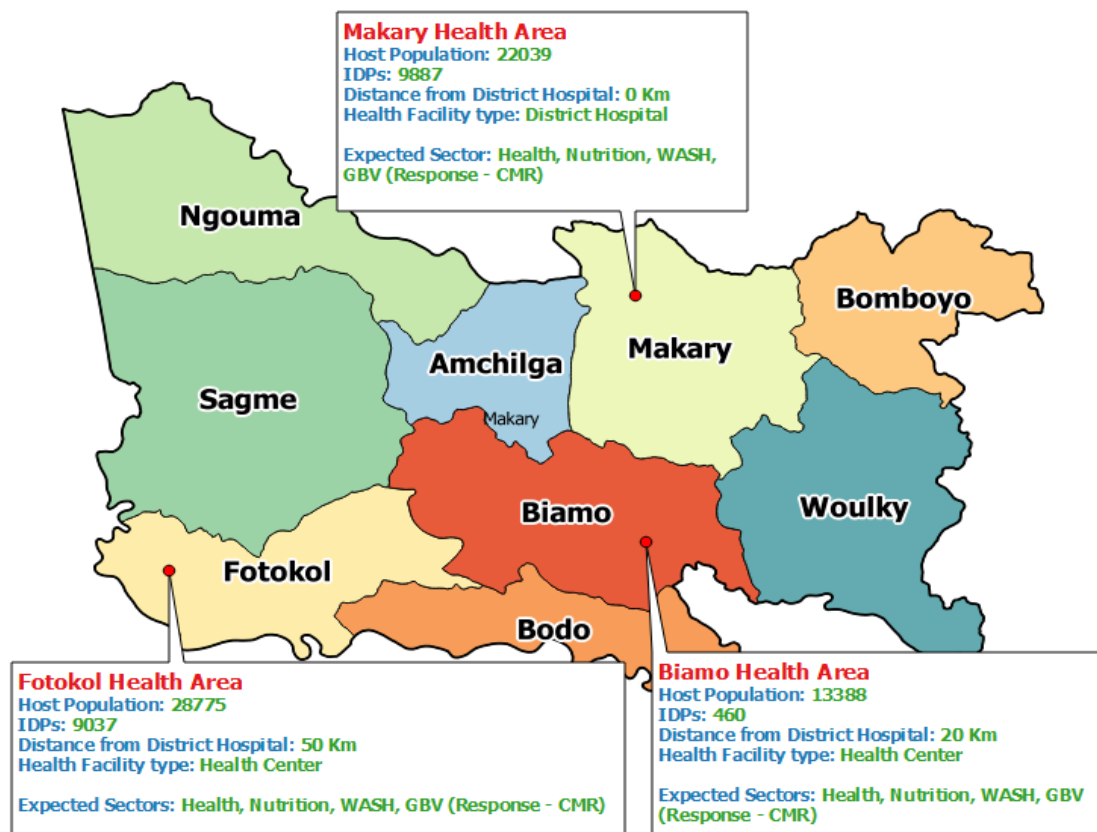 Makary Health Area
Host Population: 22039
IDPs: 9887
Distance from District Hospital: 0 Km
Health Facility type: District Hospital
Expected Sector: Health, Nutrition, WASH,
GBV (Response - CMR)
Ngouma
Bomboyo
Makary
Amchilga
Sagme
Makary
Woulky
Biamo
Fotokol
Bodo
Fotokol Health Area
Host Population: 28775
IDPs: 9037
Distance from District Hospital: 50 Km
Health Facility type: Health Center
Expected Sectors: Health, Nutrition, WASH, GBV (Response - CMR)
Biamo Health Area
Host Population: 13388
IDPs: 460
Distance from District Hospital: 20 Km
Health Facility type: Health Center
Expected Sectors: Health, Nutrition, WASH, GBV
(Response - CMR)